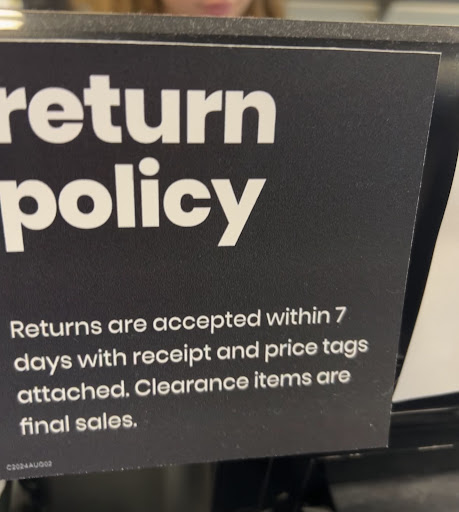 return
policy
Returns are accepted within 7
days with receipt and price tags
attached. Clearance items are
final sales.
C2024AUG02